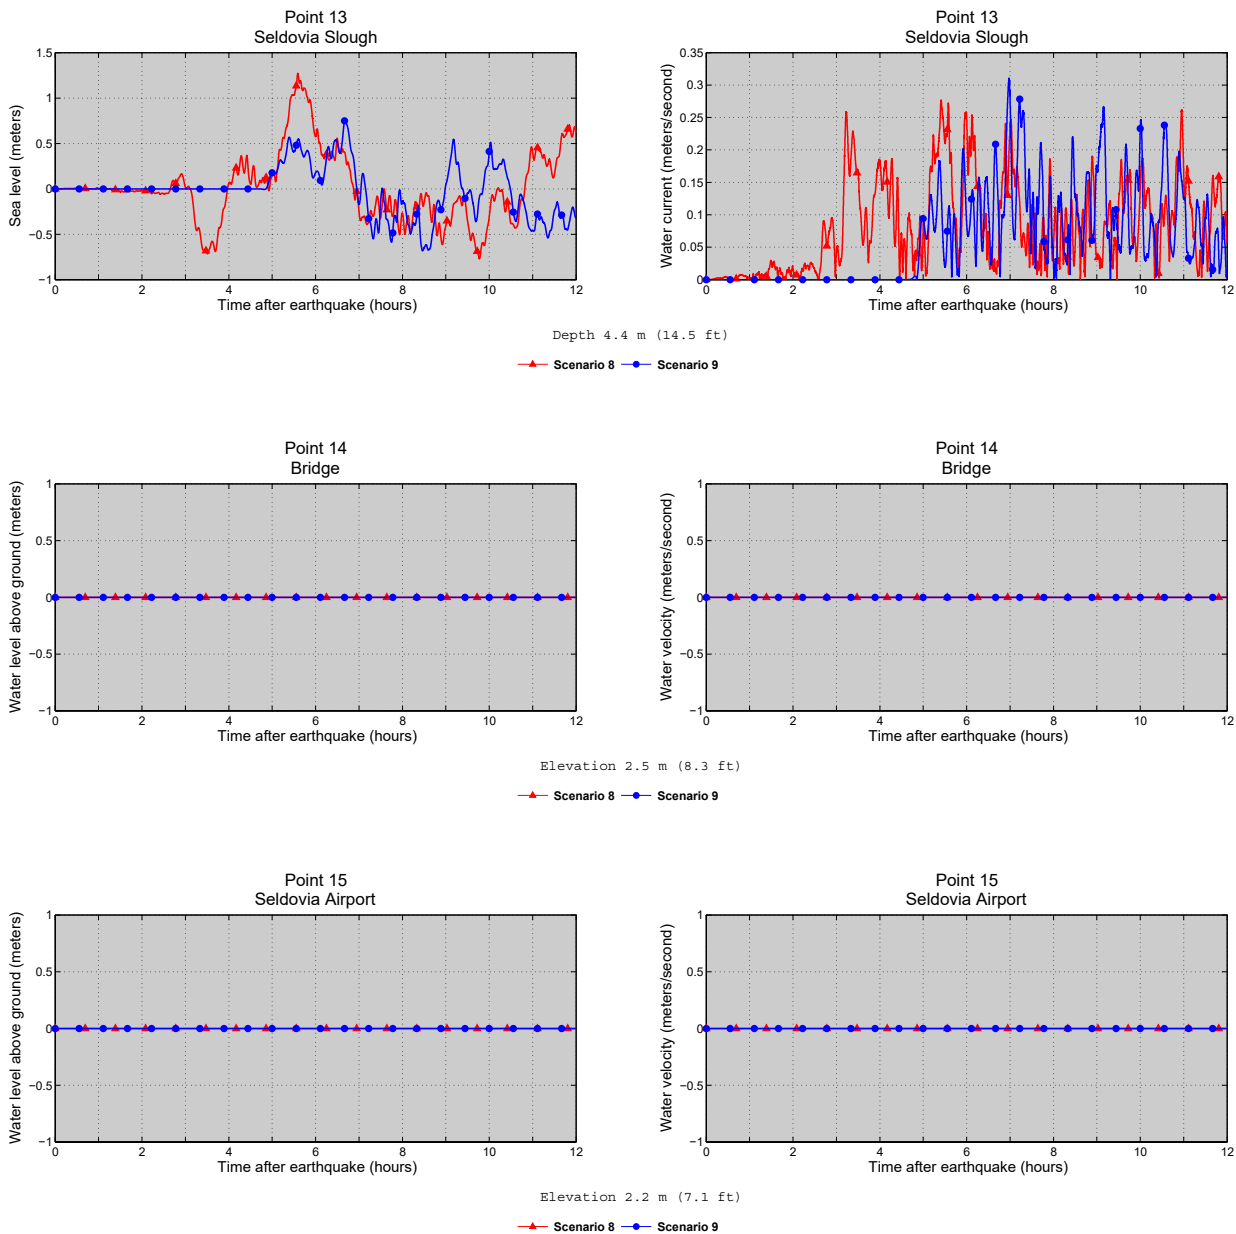 Point 13
Seldovia Slough
Sea level (meters)
1.5
1
0.5
0
−0.5
−1
0 2 4 6 8 10 12
Time after earthquake (hours)
Point 13
Seldovia Slough
Water current (meters/second)
0.35
0.3
0.25
0.2
0.15
0.1
0.05
0
0 2 4 6 8 10 12
Time after earthquake (hours)
Depth 4.4 m (14.5 ft)
Scenario 8 Scenario 9
Point 14
Bridge
Water level above ground (meters)
1
0.5
0
−0.5
−1
0 2 4 6 8 10 12
Time after earthquake (hours)
Point 14
Bridge
Water velocity (meters/second)
1
0.5
0
−0.5
−1
0 2 4 6 8 10 12
Time after earthquake (hours)
Elevation 2.5 m (8.3 ft)
Scenario 8 Scenario 9
Point 15
Seldovia Airport
Water level above ground (meters)
1
0.5
0
−0.5
−1
0 2 4 6 8 10 12
Time after earthquake (hours)
Point 15
Seldovia Airport
Water velocity (meters/second)
1
0.5
0
−0.5
−1
0 2 4 6 8 10 12
Time after earthquake (hours)
Elevation 2.2 m (7.1 ft)
Scenario 8 Scenario 9